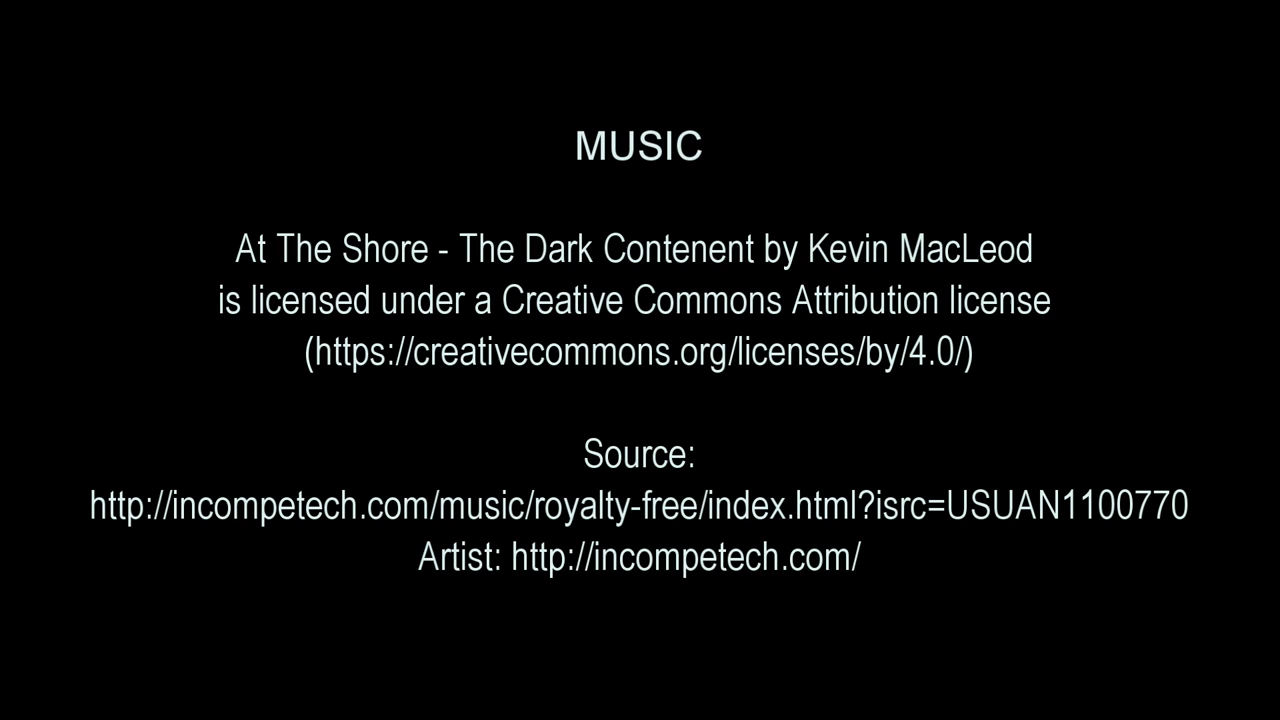 MUSIC
At The Shore - The Dark Contenent by Kevin MacLeod
is licensed under a Creative Commons Attribution license
(https://creativecommons.org/licenses/by/4.0/)
Source:
http://incompetech.com/music/royalty-free/index.html?isrc=USUAN1100770
Artist: http://incompetech.com/